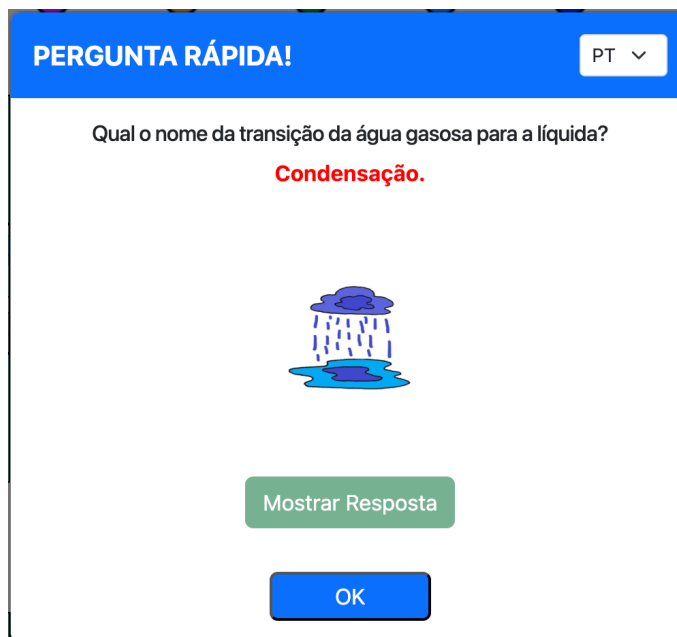 PERGUNTA RÁPIDA!
PT
Qual o nome da transição da água gasosa para a líquida?
Condensação.
Mostrar Resposta
OK